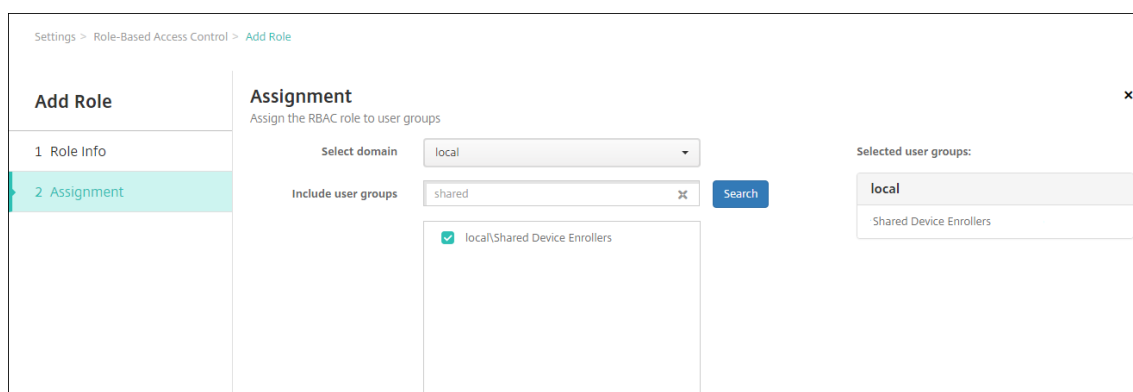 Settings > Role-Based Access Control > Add Role
Add Role
1 Role Info
2 Assignment
Assignment
Assign the RBAC role to user groups
Select domain
local
Include user groups
shared
Search
local\Shared Device Enrollers
Selected user groups:
local
Shared Device Enrollers